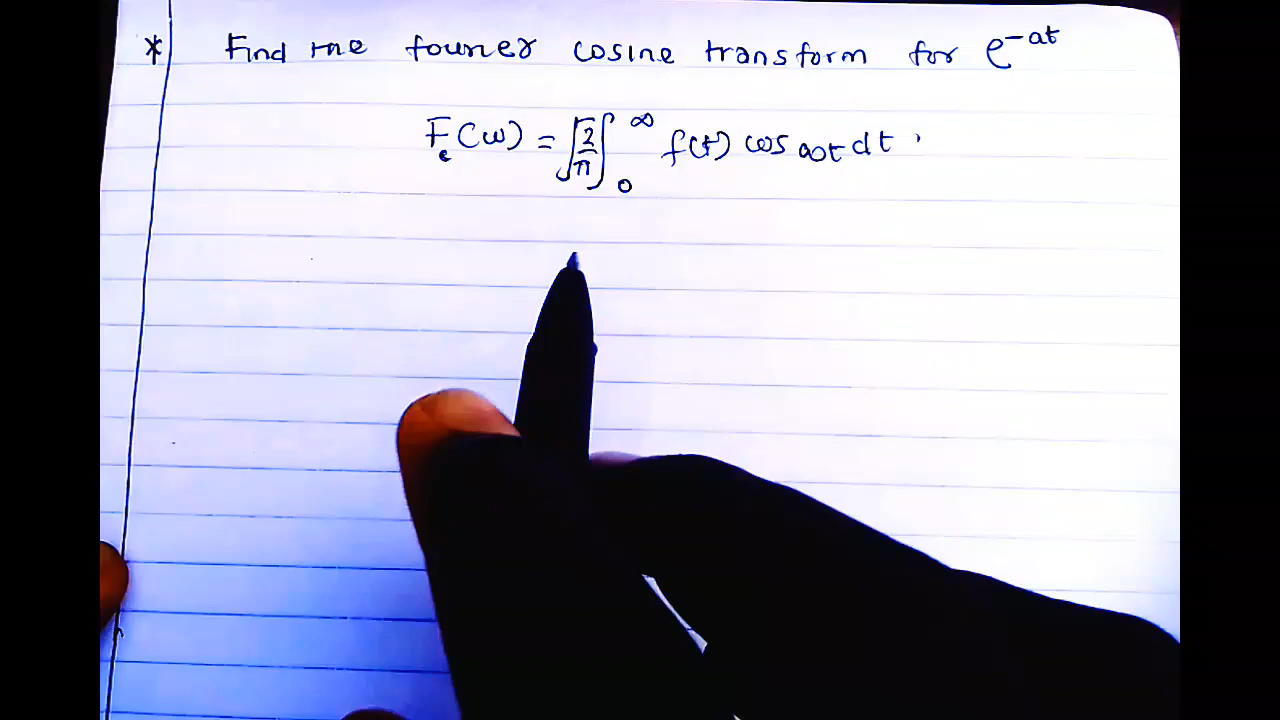 * Find the fourier cosine transform for e^{-at}
F_c(ω) = √(2/π) ∫_0^∞ f(t) cos ωt dt .